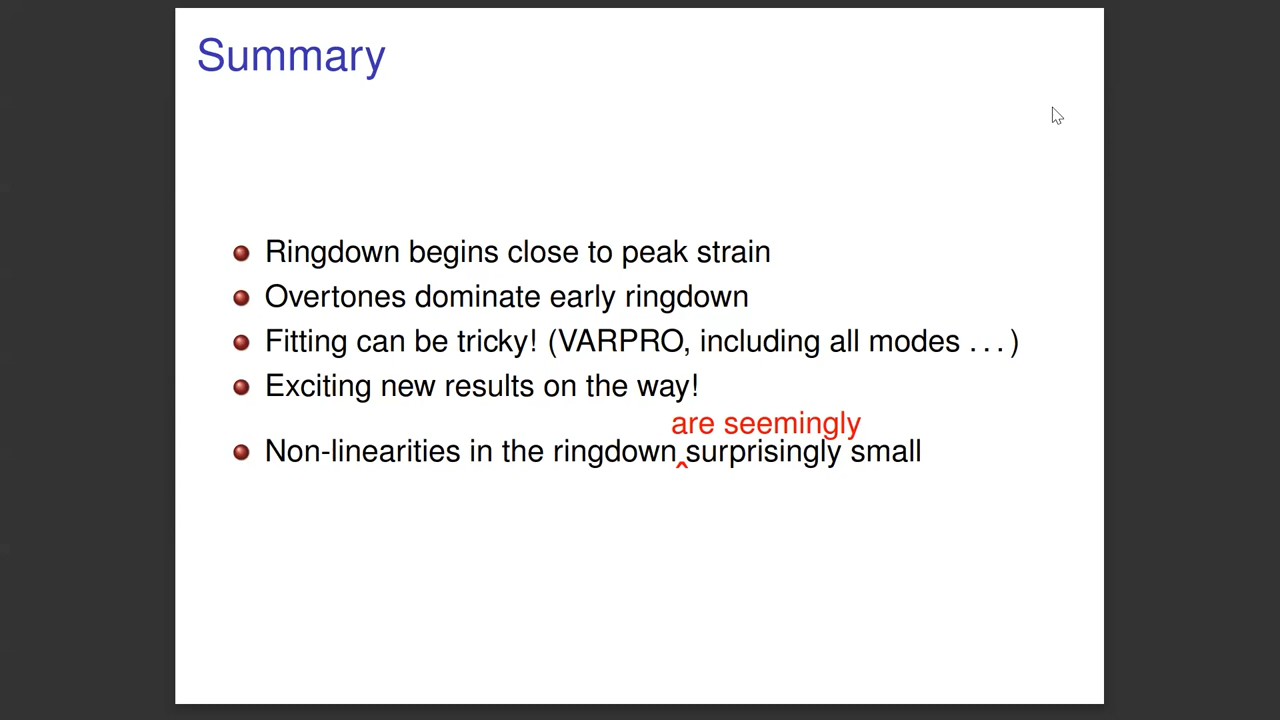 Summary
Ringdown begins close to peak strain
Overtones dominate early ringdown
Fitting can be tricky! (VARPRO, including all modes . . . )
Exciting new results on the way!
are seemingly
Non-linearities in the ringdown ‸ surprisingly small